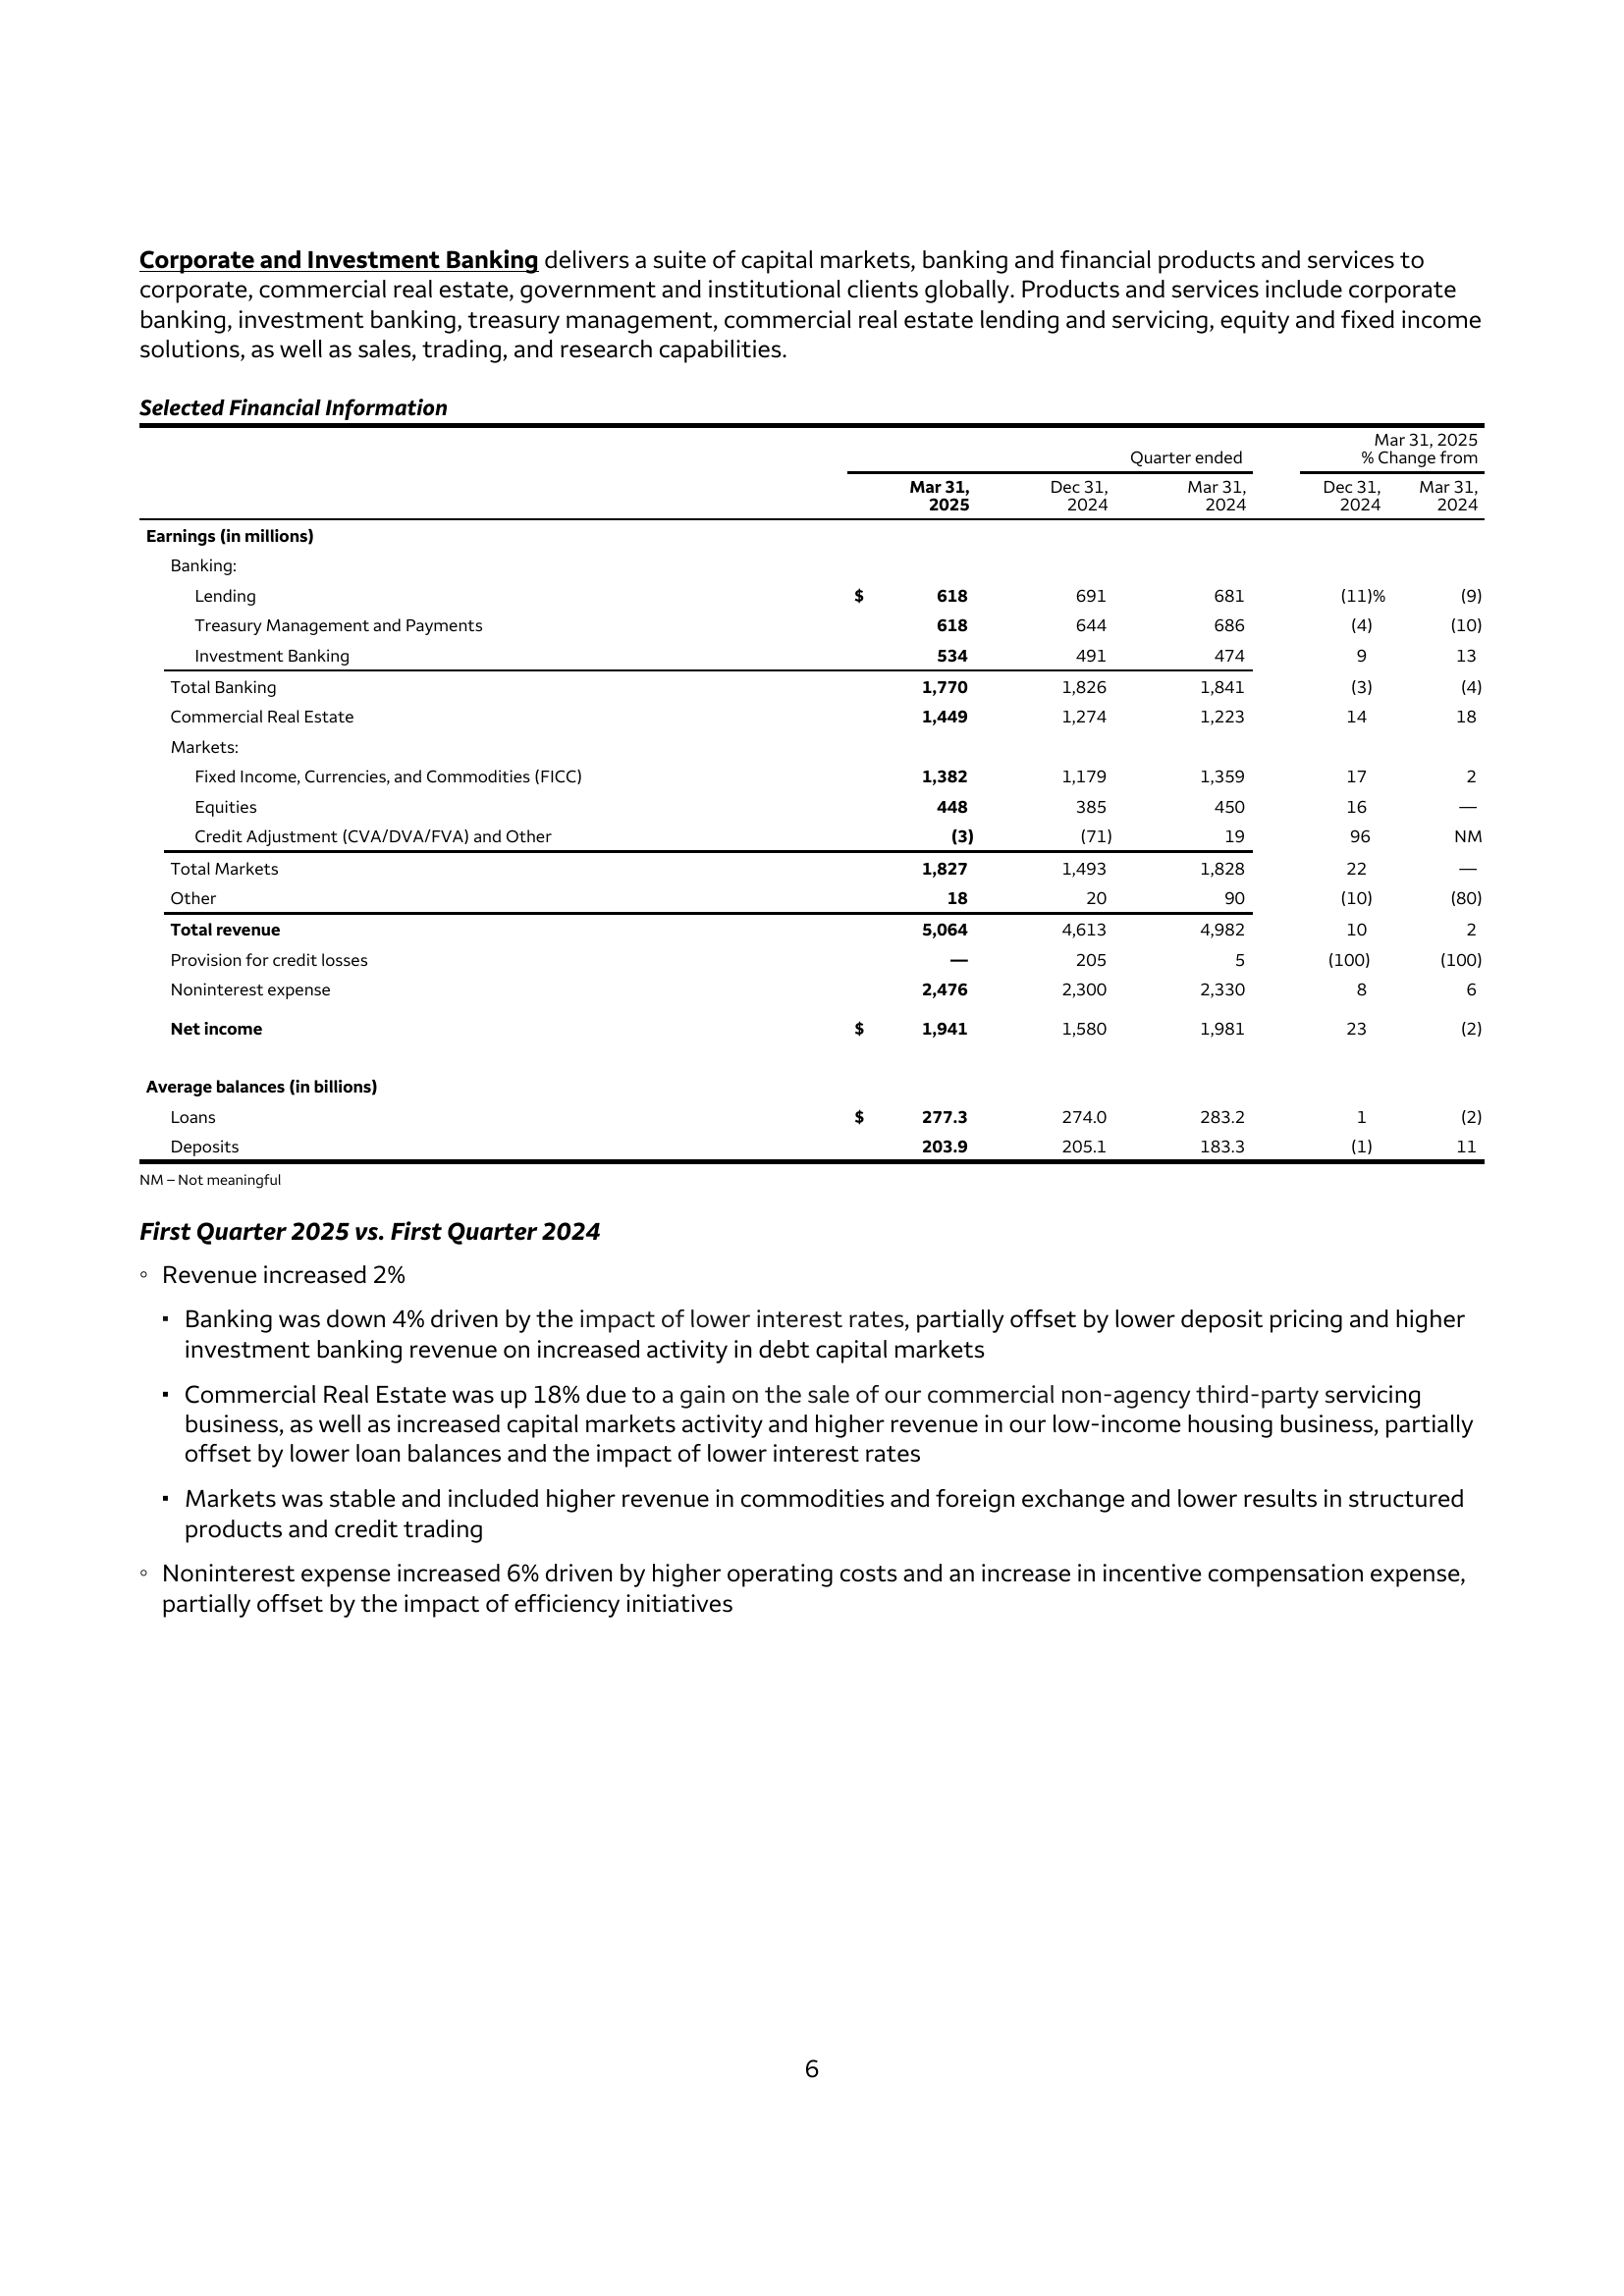 Corporate and Investment Banking delivers a suite of capital markets, banking and financial products and services to
corporate, commercial real estate, government and institutional clients globally. Products and services include corporate
banking, investment banking, treasury management, commercial real estate lending and servicing, equity and fixed income
solutions, as well as sales, trading, and research capabilities.
Selected Financial Information
Mar 31, 2025
Quarter ended % Change from
Mar 31, Dec 31, Mar 31, Dec 31, Mar 31,
2025 2024 2024 2024 2024
Earnings (in millions)
Banking:
Lending $ 618 691 681 (11)% (9)
Treasury Management and Payments 618 644 686 (4) (10)
Investment Banking 534 491 474 9 13
Total Banking 1,770 1,826 1,841 (3) (4)
Commercial Real Estate 1,449 1,274 1,223 14 18
Markets:
Fixed Income, Currencies, and Commodities (FICC) 1,382 1,179 1,359 17 2
Equities 448 385 450 16 —
Credit Adjustment (CVA/DVA/FVA) and Other (3) (71) 19 96 NM
Total Markets 1,827 1,493 1,828 22 —
Other 18 20 90 (10) (80)
Total revenue 5,064 4,613 4,982 10 2
Provision for credit losses — 205 5 (100) (100)
Noninterest expense 2,476 2,300 2,330 8 6
Net income $ 1,941 1,580 1,981 23 (2)
Average balances (in billions)
Loans $ 277.3 274.0 283.2 1 (2)
Deposits 203.9 205.1 183.3 (1) 11
NM – Not meaningful
First Quarter 2025 vs. First Quarter 2024
◦ Revenue increased 2%
▪ Banking was down 4% driven by the impact of lower interest rates, partially offset by lower deposit pricing and higher
investment banking revenue on increased activity in debt capital markets
▪ Commercial Real Estate was up 18% due to a gain on the sale of our commercial non-agency third-party servicing
business, as well as increased capital markets activity and higher revenue in our low-income housing business, partially
offset by lower loan balances and the impact of lower interest rates
▪ Markets was stable and included higher revenue in commodities and foreign exchange and lower results in structured
products and credit trading
◦ Noninterest expense increased 6% driven by higher operating costs and an increase in incentive compensation expense,
partially offset by the impact of efficiency initiatives
6